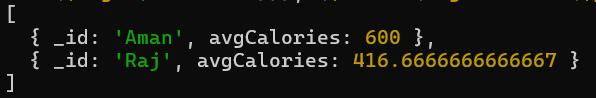 [
  { _id: 'Aman', avgCalories: 600 },
  { _id: 'Raj', avgCalories: 416.6666666666667 }
]